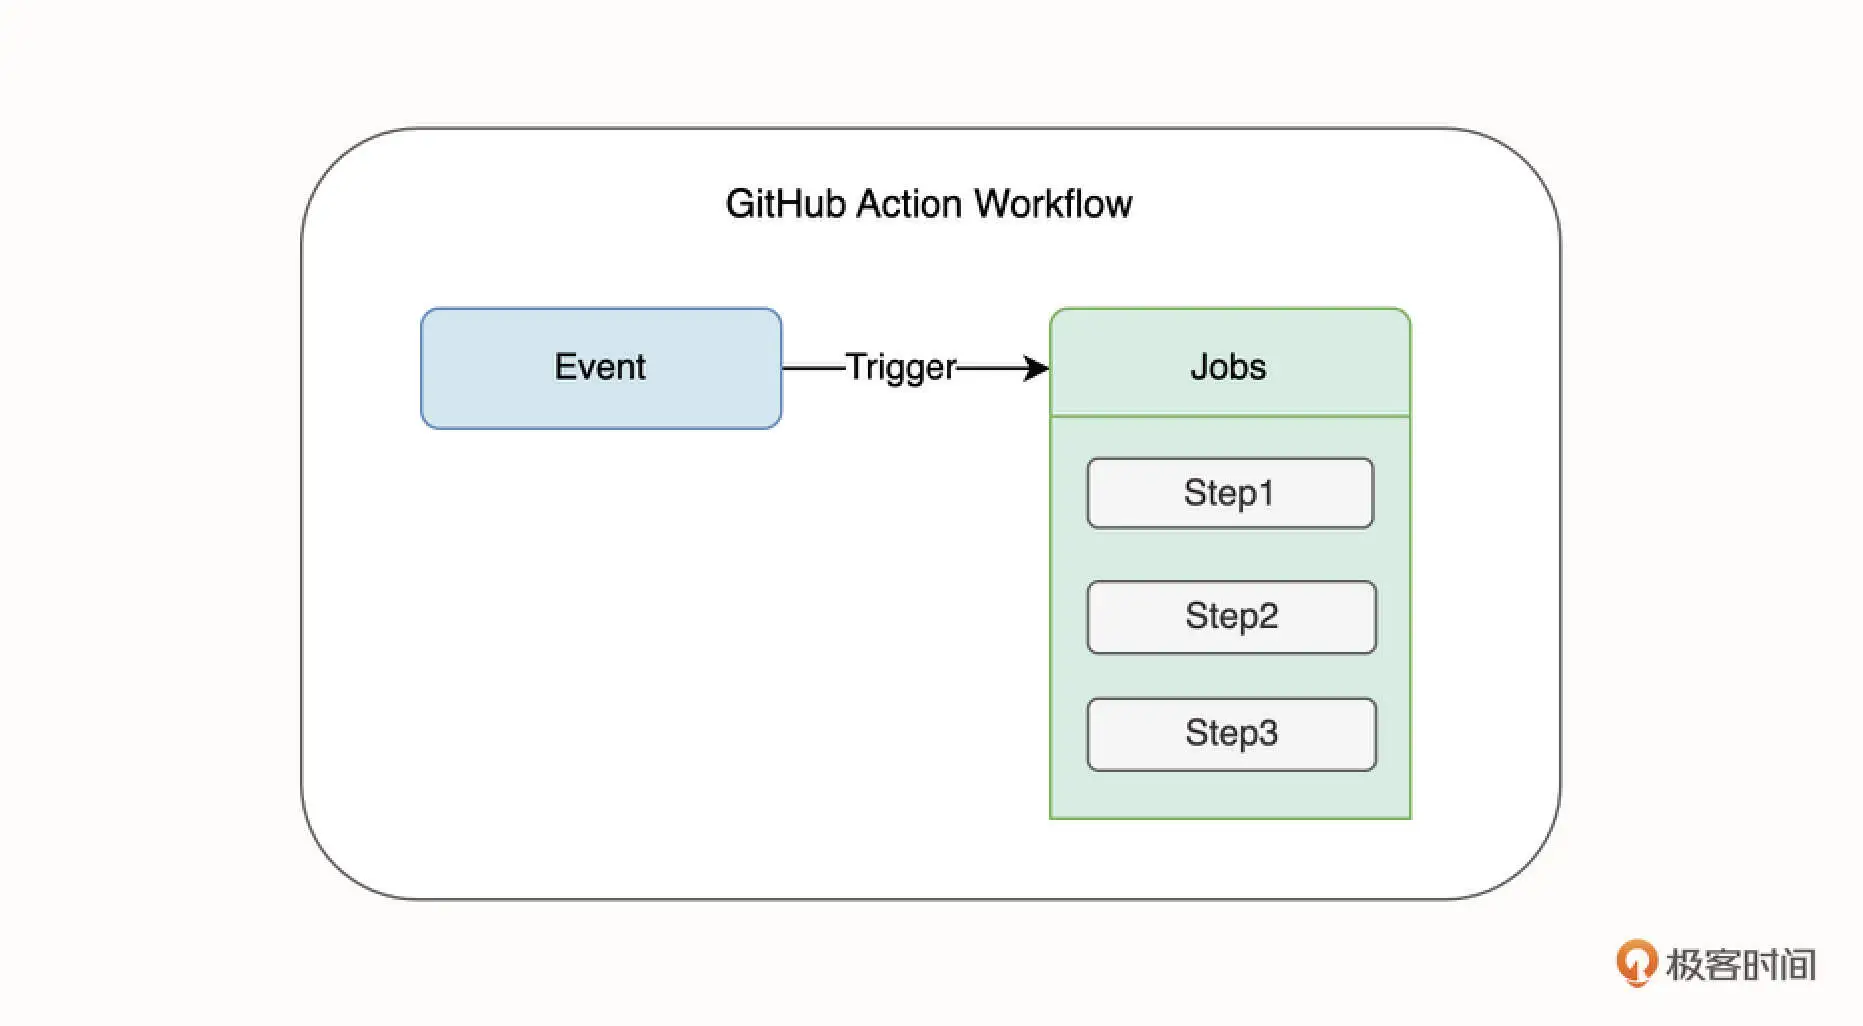 GitHub Action Workflow
Event
Trigger
Jobs
Step1
Step2
Step3
极客时间